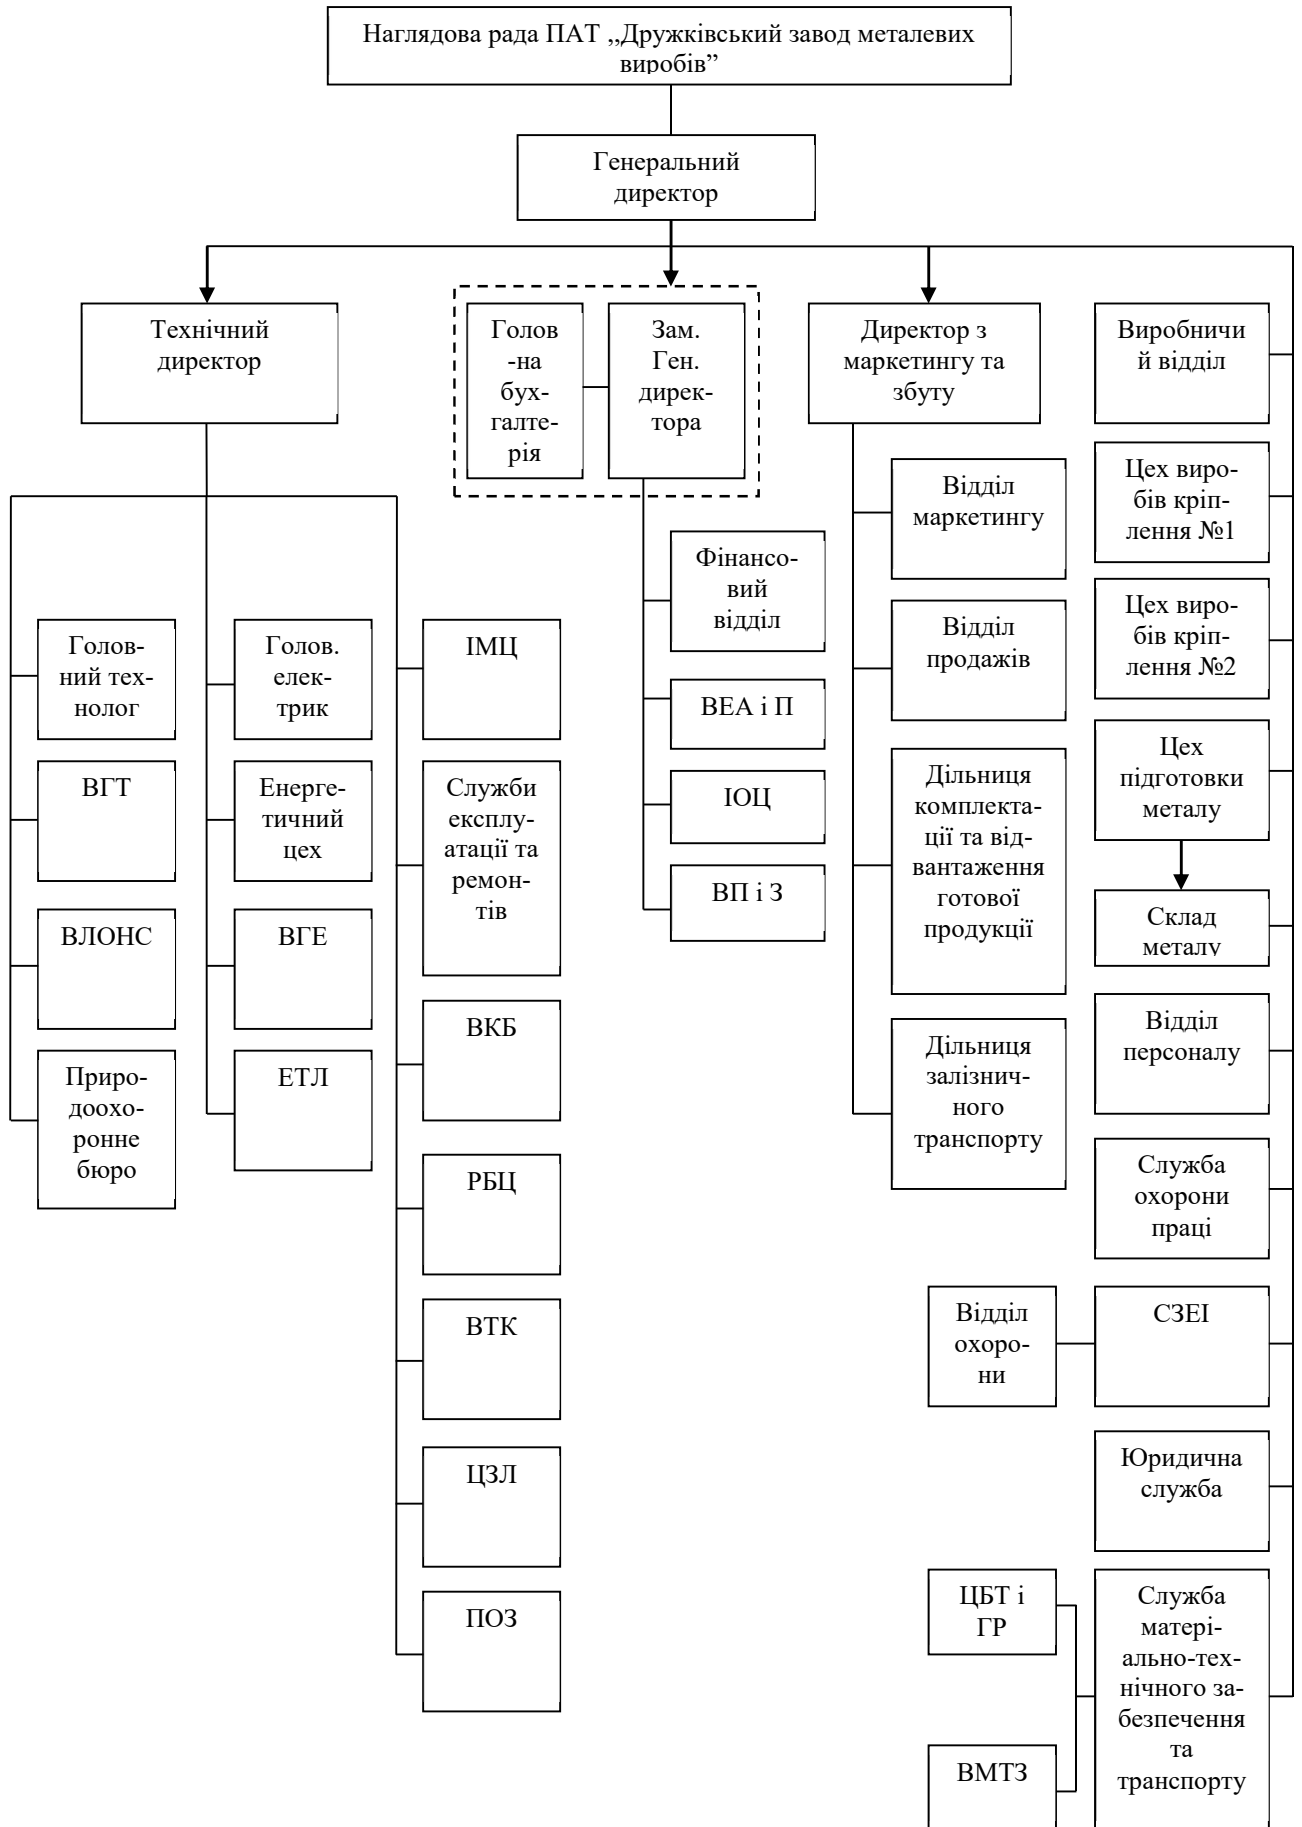 Наглядова рада ПАТ „Дружківський завод металевих
виробів”
Генеральний
директор
Технічний
директор
Голов
-на
бух-
галте-
рія
Зам.
Ген.
дирек-
тора
Директор з
маркетингу та
збуту
Виробничи
й відділ
Відділ
маркетингу
Цех виро-
бів кріп-
лення №1
Фінансо-
вий
відділ
Цех виро-
бів кріп-
лення №2
Відділ
продажів
Голов-
ний тех-
нолог
Голов.
елек-
трик
ІМЦ
ВЕА і П
Цех
підготовки
металу
Дільниця
комплекта-
ції та від-
вантаження
готової
продукції
ВГТ
Енерге-
тичний
цех
Служби
експлу-
атації та
ремон-
тів
ІОЦ
ВП і З
Склад
металу
ВЛОНС
ВГЕ
ВКБ
Відділ
персоналу
Дільниця
залізнич-
ного
транспорту
Приро-
доохо-
ронне
бюро
ЕТЛ
РБЦ
Служба
охорони
праці
Відділ
охоро-
ни
СЗЕІ
ВТК
Юридична
служба
ЦЗЛ
ПОЗ
ЦБТ і
ГР
Служба
матері-
ально-тех-
нічного за-
безпечення
та
транспорту
ВМТЗ